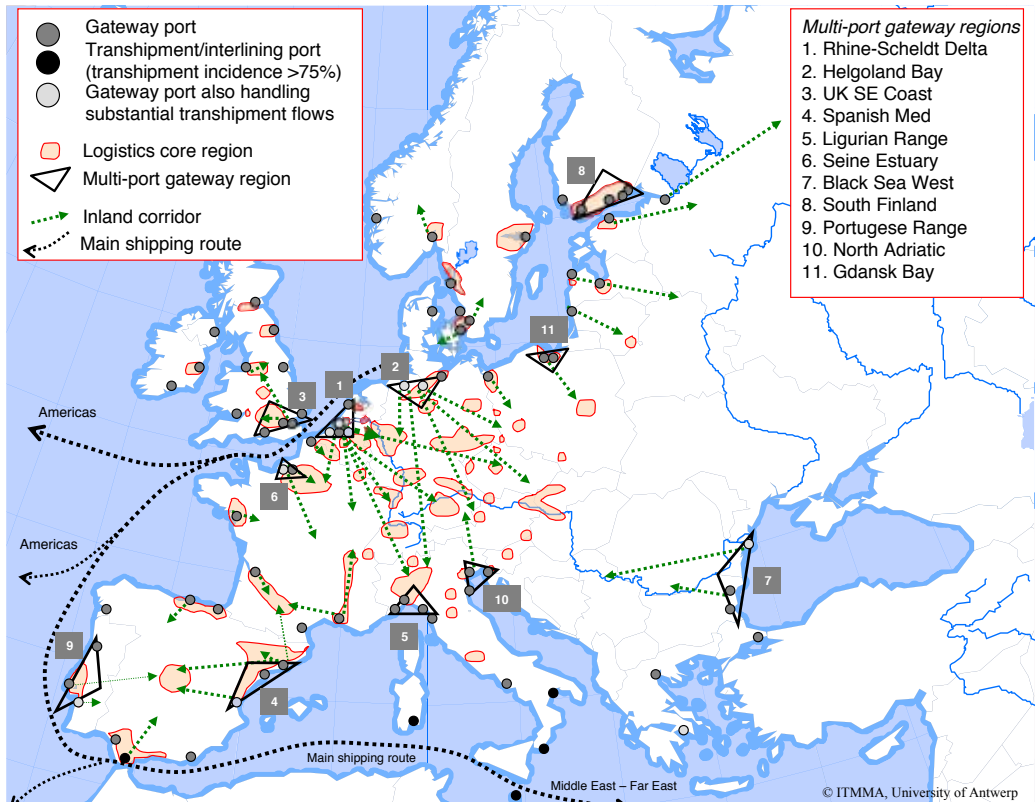 Gateway port
Transhipment/interlining port
(transhipment incidence >75%)
Gateway port also handling
substantial transhipment flows
Logistics core region
Multi-port gateway region
Inland corridor
Main shipping route
Multi-port gateway regions
1. Rhine-Scheldt Delta
2. Helgoland Bay
3. UK SE Coast
4. Spanish Med
5. Ligurian Range
6. Seine Estuary
7. Black Sea West
8. South Finland
9. Portugese Range
10. North Adriatic
11. Gdansk Bay
8
11
2
1
3
Americas
6
Americas
7
10
5
9
4
Main shipping route
Middle East – Far East
© ITMMA, University of Antwerp